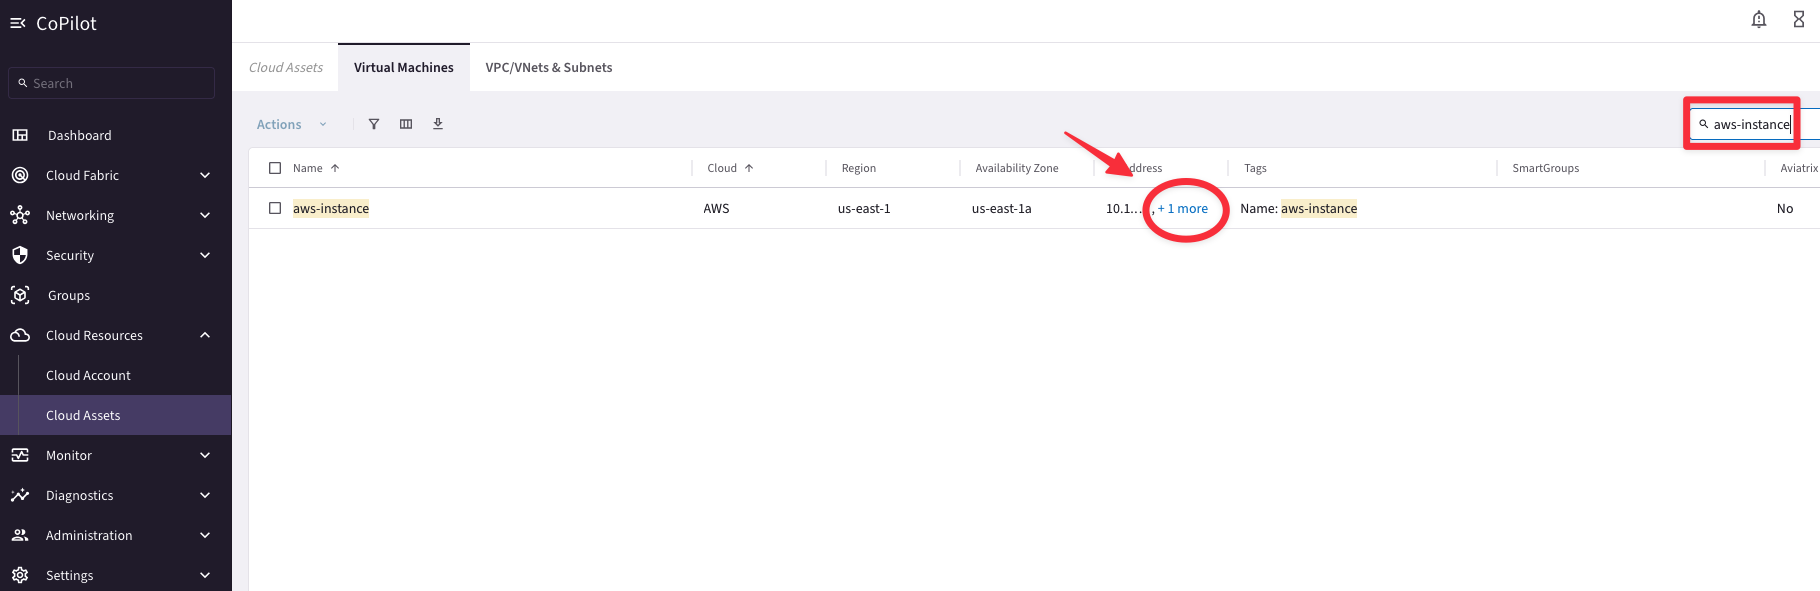 CoPilot
Search
Dashboard
Cloud Fabric
Networking
Security
Groups
Cloud Resources
Cloud Account
Cloud Assets
Monitor
Diagnostics
Administration
Settings
Cloud Assets Virtual Machines VPC/VNets & Subnets
Actions
aws-instance
Name Cloud Region Availability Zone ddress Tags SmartGroups Aviatrix
aws-instance AWS us-east-1 us-east-1a 10.1... , + 1 more Name: aws-instance No